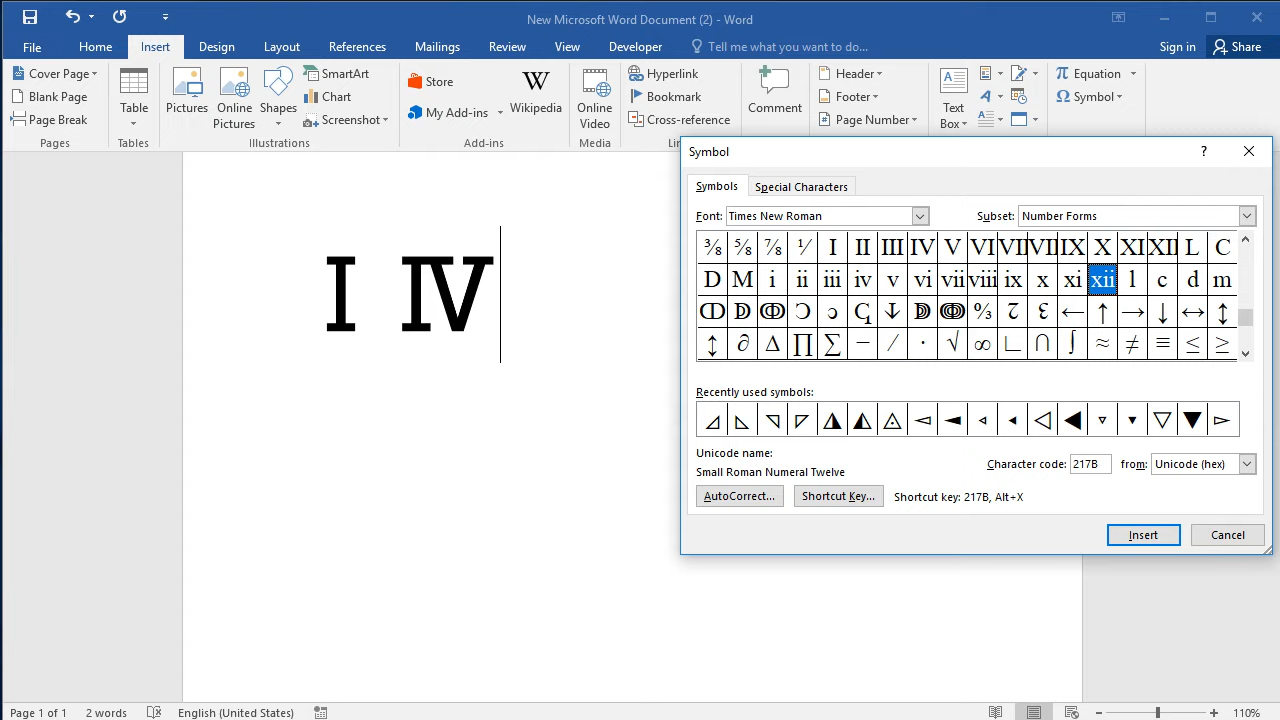 New Microsoft Word Document (2) - Word
File Home Insert Design Layout References Mailings Review View Developer Tell me what you want to do... Sign in Share
Cover Page
Blank Page
Page Break
Pages
Table
Tables
Pictures
Online Pictures
Shapes
SmartArt
Chart
Screenshot
Illustrations
Store
My Add-ins
W
Wikipedia
Add-ins
Online Video
Media
Hyperlink
Bookmark
Cross-reference
Lin
Comment
Header
Footer
Page Number
A
Text Box
π Equation
Ω Symbol
I IV
Symbol ?
Symbols Special Characters
Font: Times New Roman Subset: Number Forms
⅜ ⅝ ⅞ ⅟ Ⅰ Ⅱ Ⅲ Ⅳ Ⅴ Ⅵ Ⅶ Ⅷ Ⅸ Ⅹ Ⅺ Ⅻ Ⅼ Ⅽ
Ⅾ Ⅿ ⅰ ⅱ ⅲ ⅳ ⅴ ⅵ ⅶ ⅷ ⅸ ⅹ ⅺ ⅻ ⅼ ⅽ ⅾ ⅿ
ↀ ↁ ↂ Ↄ ↄ ↅ ↆ ↇ ↈ ↉ ↊ ↋ ← ↑ → ↓ ↔ ↕
↨ ∂ ∆ ∏ ∑ − ∕ ∙ √ ∞ ∟ ∩ ∫ ≈ ≠ ≡ ≤ ≥
Recently used symbols:
⊿ ◺ ◹ ◸ ◮ ◭ ◬ ◅ ◄ ◃ ◂ ◁ ◀ ▿ ▾ ▽ ▼ ▻
Unicode name:
Small Roman Numeral Twelve
Character code: 217B from: Unicode (hex)
AutoCorrect... Shortcut Key... Shortcut key: 217B, Alt+X
Insert Cancel
Page 1 of 1 2 words English (United States) 110%